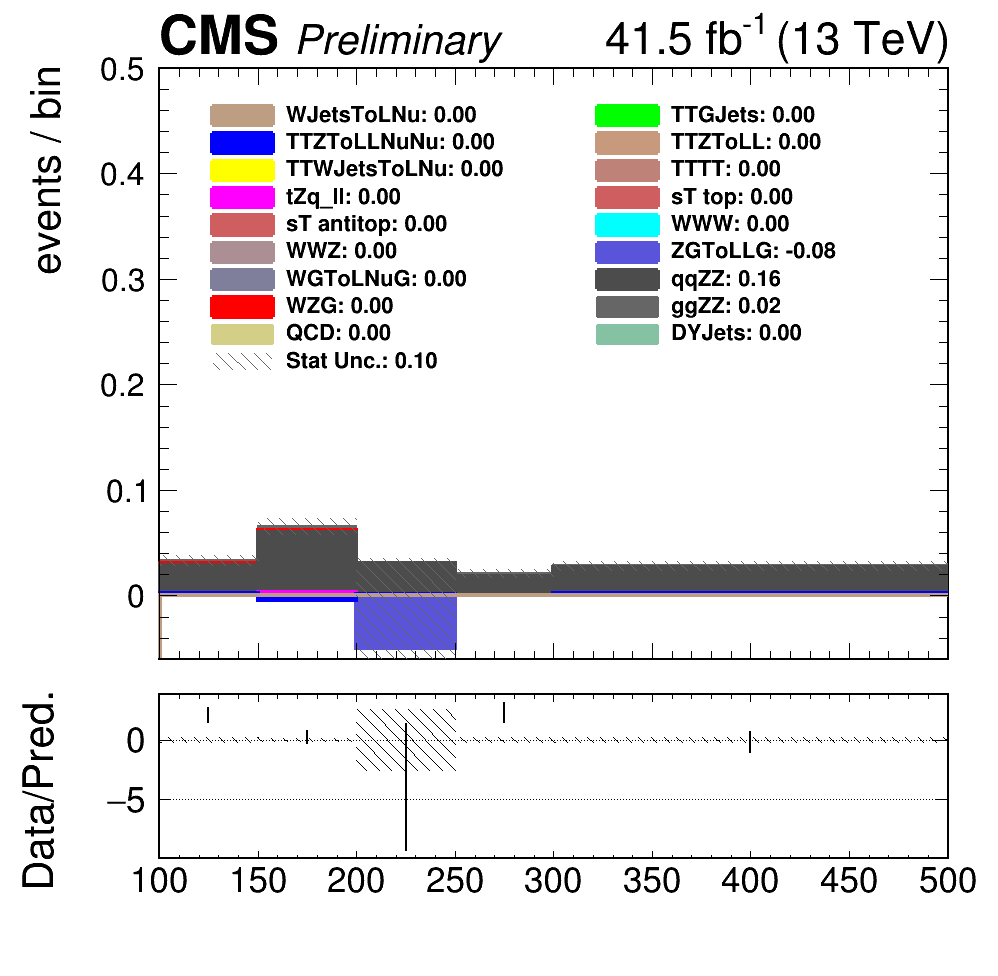 CMS Preliminary 41.5 fb-1 (13 TeV)
events / bin
0.5
0.4
0.3
0.2
0.1
0
WJetsToLNu: 0.00
TTZToLLNuNu: 0.00
TTWJetsToLNu: 0.00
tZq_ll: 0.00
sT antitop: 0.00
WWZ: 0.00
WGToLNuG: 0.00
WZG: 0.00
QCD: 0.00
Stat Unc.: 0.10
TTGJets: 0.00
TTZToLL: 0.00
TTTT: 0.00
sT top: 0.00
WWW: 0.00
ZGToLLG: -0.08
qqZZ: 0.16
ggZZ: 0.02
DYJets: 0.00
Data/Pred.
0
−5
100 150 200 250 300 350 400 450 500